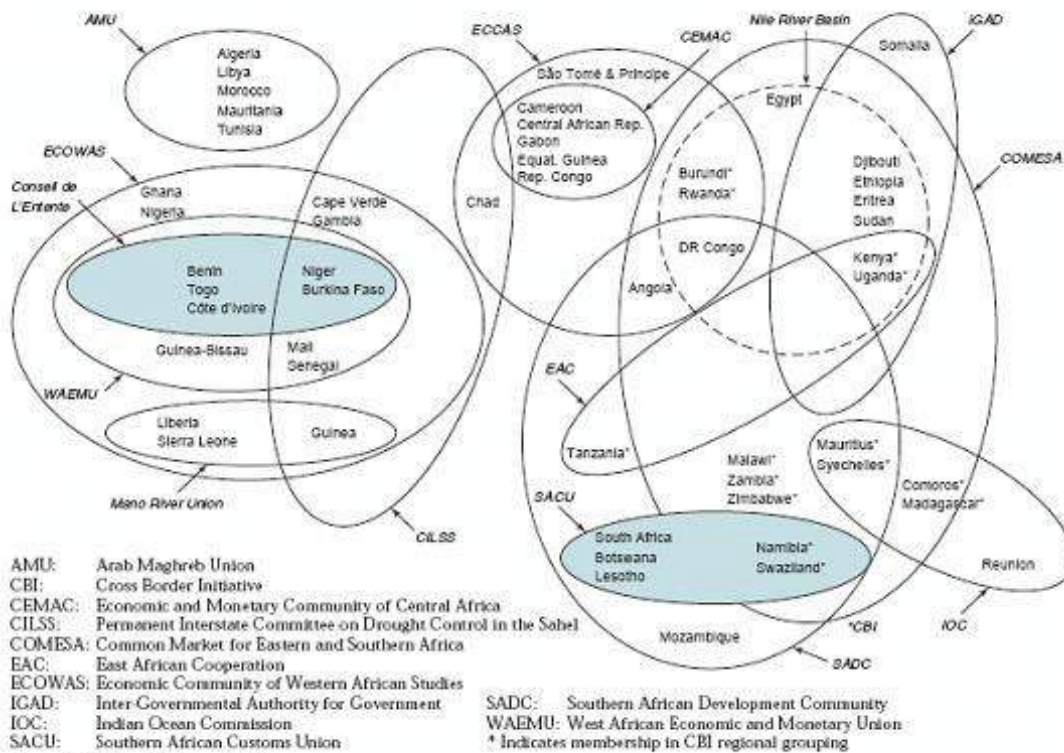 AMU
Algeria
Libya
Morocco
Mauritania
Tunisia
ECOWAS
Conseil de
L'Entente
Ghana
Nigeria
Cape Verde
Gambia
Benin
Togo
Côte d'Ivoire
Niger
Burkina Faso
Guinea-Bissau
Mali
Senegal
WAEMU
Liberia
Sierra Leone
Guinea
Mano River Union
CILSS
ECCAS
CEMAC
São Tomé & Principe
Cameroon
Central African Rep.
Gabon
Equat. Guinea
Rep. Congo
Chad
Nile River Basin
IGAD
Somalia
Egypt
COMESA
Burundi*
Rwanda*
Djibouti
Ethiopia
Eritrea
Sudan
DR Congo
Kenya*
Uganda*
Angola
EAC
Tanzania*
Malawi*
Zambia*
Zimbabwe*
Mauritius*
Syechelles*
Comoros*
Madagascar*
Reunion
SACU
South Africa
Botswana
Lesotho
Namibia*
Swaziland*
Mozambique
*CBI
IOC
SADC
AMU: Arab Maghreb Union
CBI: Cross Border Initiative
CEMAC: Economic and Monetary Community of Central Africa
CILSS: Permanent Interstate Committee on Drought Control in the Sahel
COMESA: Common Market for Eastern and Southern Africa
EAC: East African Cooperation
ECOWAS: Economic Community of Western African Studies
IGAD: Inter-Governmental Authority for Government
IOC: Indian Ocean Commission
SACU: Southern African Customs Union
SADC: Southern African Development Community
WAEMU: West African Economic and Monetary Union
* Indicates membership in CBI regional grouping